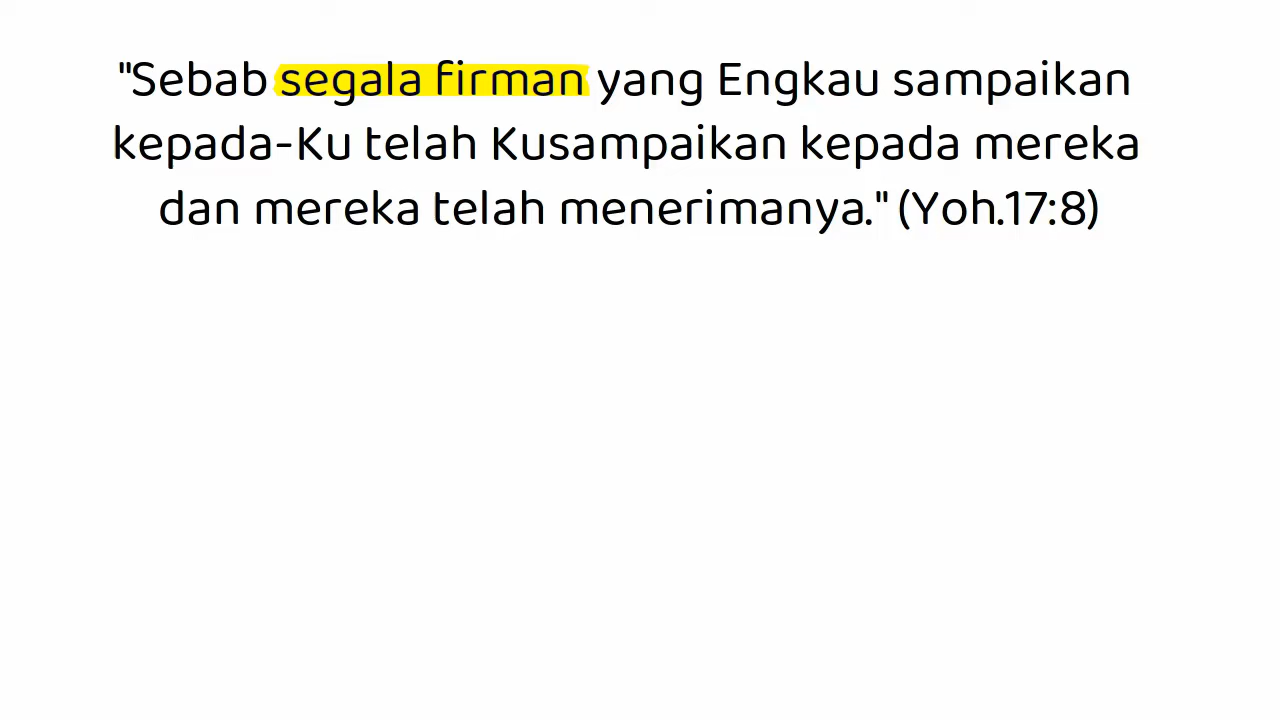 "Sebab segala firman yang Engkau sampaikan
kepada-Ku telah Kusampaikan kepada mereka
dan mereka telah menerimanya." (Yoh.17:8)